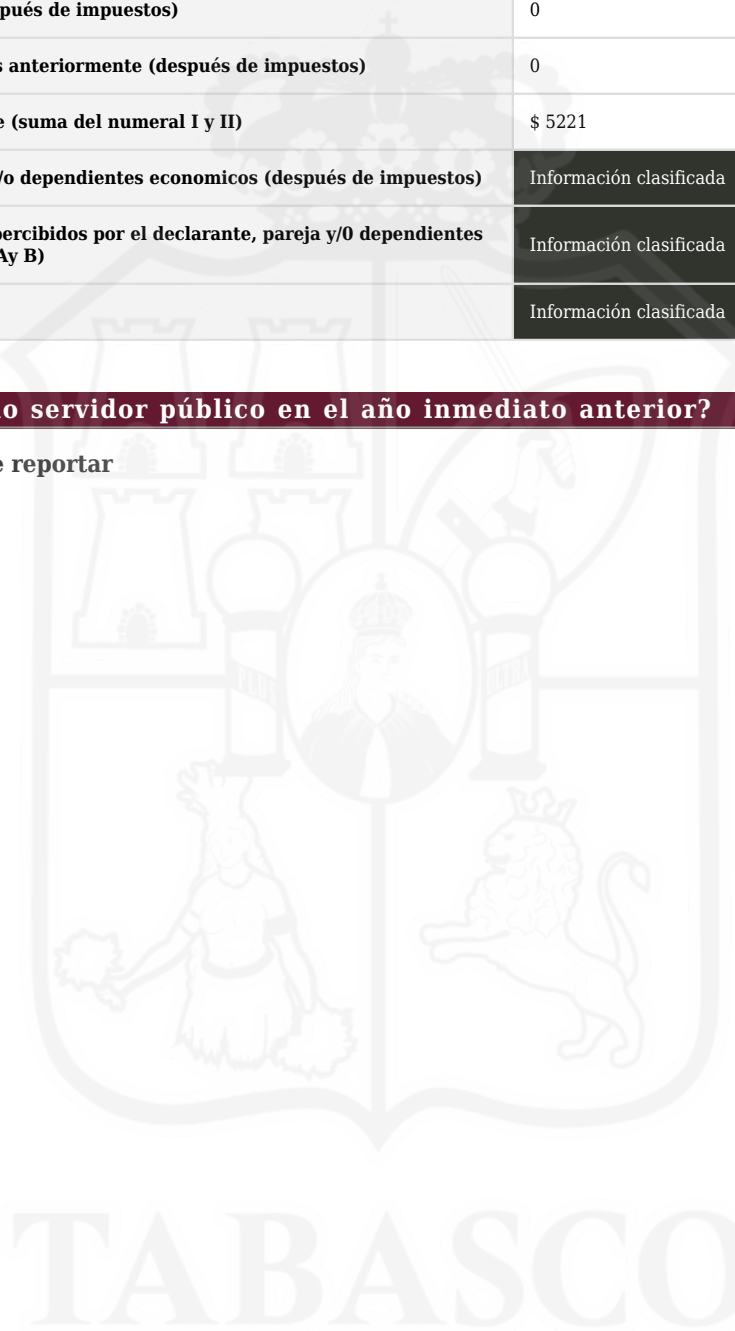 pués de impuestos)
0
s anteriormente (después de impuestos)
0
e (suma del numeral I y II)
$ 5221
/o dependientes economicos (después de impuestos)
Información clasificada
percibidos por el declarante, pareja y/0 dependientes
Ay B)
Información clasificada
Información clasificada
o servidor público en el año inmediato anterior?
e reportar
PLUS
ULTRA
TABASCO